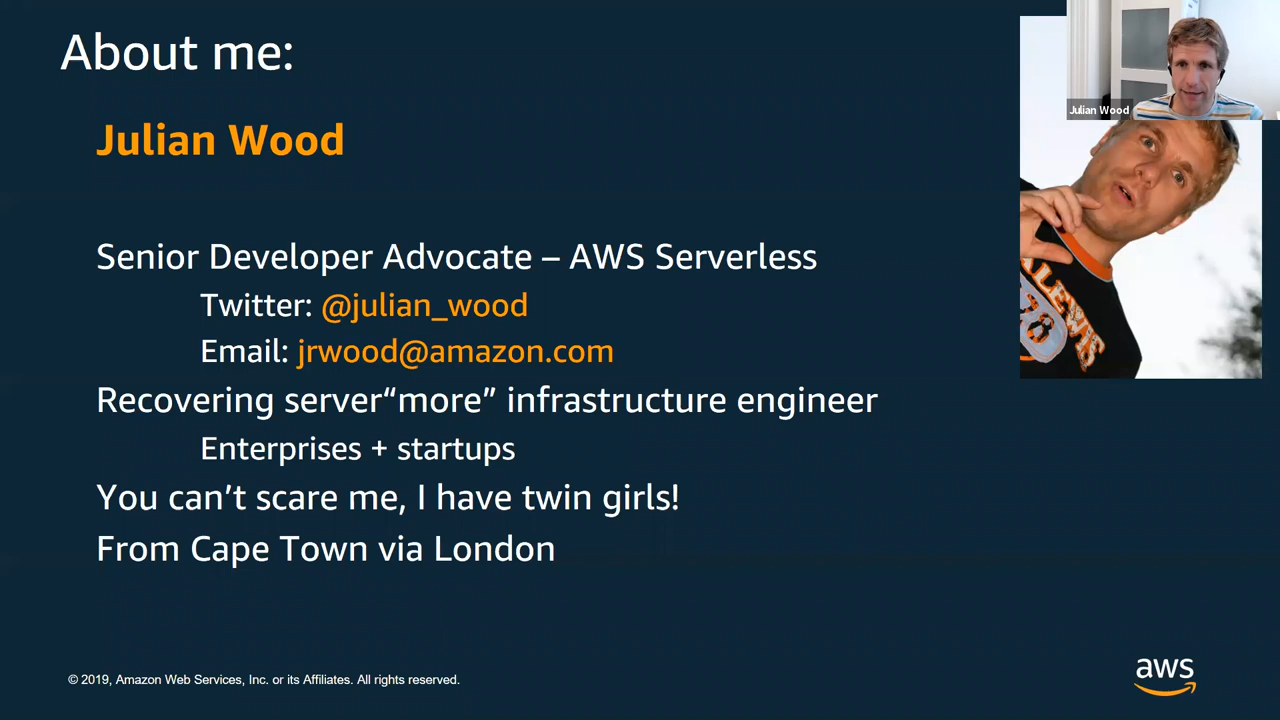 About me:
Julian Wood
Julian Wood
Senior Developer Advocate – AWS Serverless
Twitter: @julian_wood
Email: jrwood@amazon.com
Recovering server“more” infrastructure engineer
Enterprises + startups
You can’t scare me, I have twin girls!
From Cape Town via London
© 2019, Amazon Web Services, Inc. or its Affiliates. All rights reserved.
aws